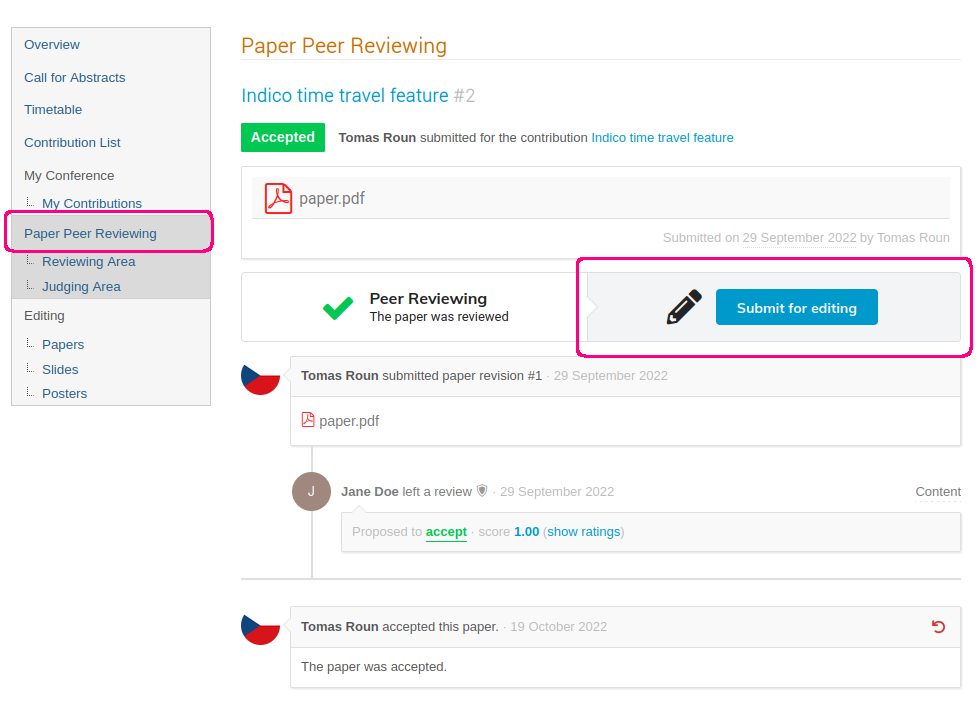 Overview
Call for Abstracts
Timetable
Contribution List
My Conference
My Contributions
Paper Peer Reviewing
Reviewing Area
Judging Area
Editing
Papers
Slides
Posters
Paper Peer Reviewing
Indico time travel feature #2
Accepted Tomas Roun submitted for the contribution Indico time travel feature
paper.pdf
Submitted on 29 September 2022 by Tomas Roun
Peer Reviewing
The paper was reviewed
Submit for editing
Tomas Roun submitted paper revision #1 · 29 September 2022
paper.pdf
J
Jane Doe left a review · 29 September 2022 Content
Proposed to accept · score 1.00 (show ratings)
Tomas Roun accepted this paper. · 19 October 2022
The paper was accepted.